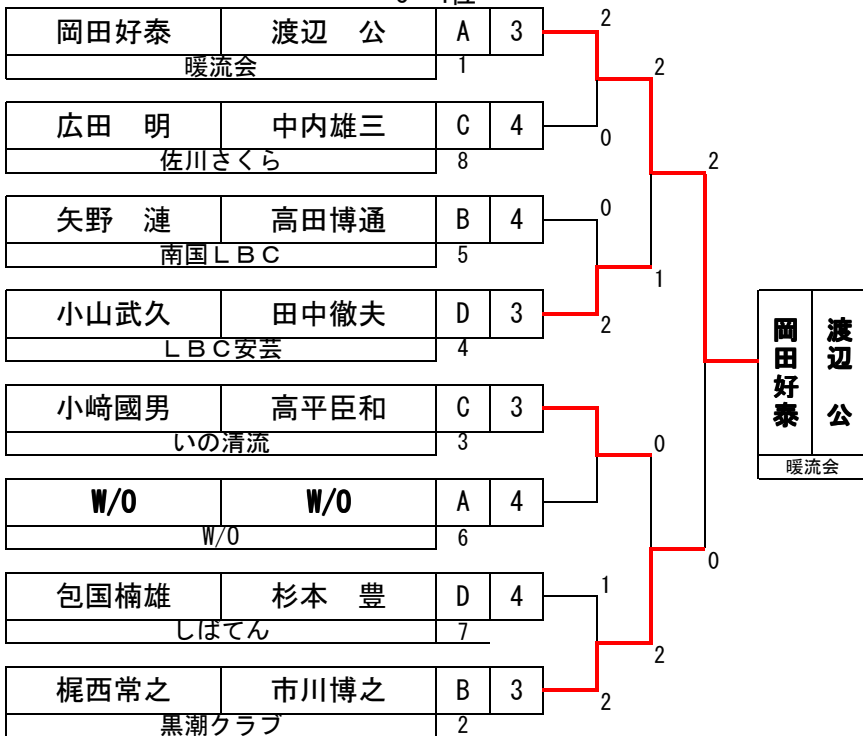 岡田好泰 渡辺 公 A 3 2
暖流会 1 2
広田 明 中内雄三 C 4 0
佐川さくら 8 2
矢野 漣 高田博通 B 4 0
南国ＬＢＣ 5 1
小山武久 田中徹夫 D 3 2
ＬＢＣ安芸 4
岡田好泰 渡辺 公
暖流会
小﨑國男 高平臣和 C 3 0
いの清流 3
W/O W/O A 4
W/O 6 0
包国楠雄 杉本 豊 D 4 1
しばてん 7 2
梶西常之 市川博之 B 3 2
黒潮クラブ 2